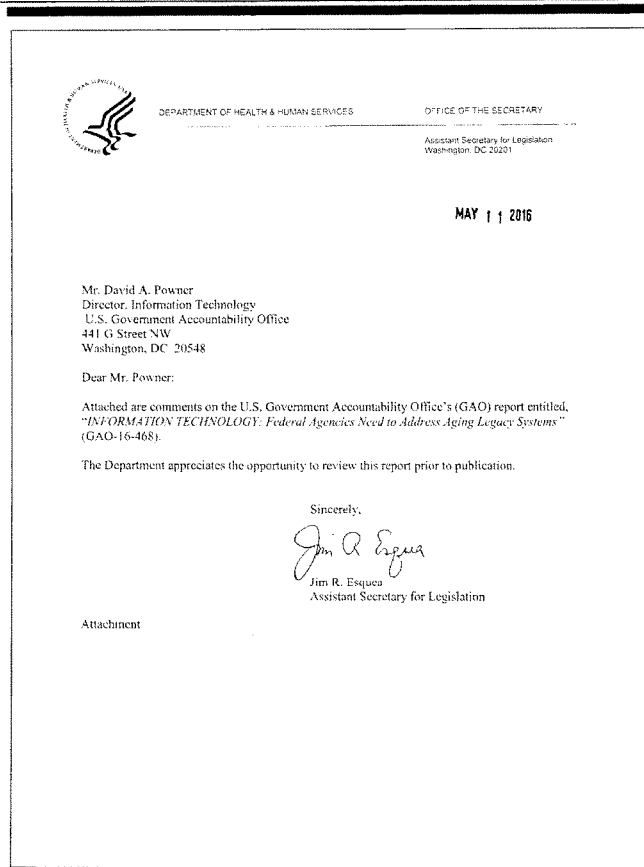 DEPARTMENT OF HEALTH & HUMAN SERVICES
OFFICE OF THE SECRETARY
Assistant Secretary for Legislation
Washington, DC 20201
MAY 11 2016
Mr. David A. Powner
Director, Information Technology
U.S. Government Accountability Office
441 G Street NW
Washington, DC 20548
Dear Mr. Powner:
Attached are comments on the U.S. Government Accountability Office's (GAO) report entitled,
"INFORMATION TECHNOLOGY: Federal Agencies Need to Address Aging Legacy Systems"
(GAO-16-468).
The Department appreciates the opportunity to review this report prior to publication.
Sincerely,
Jim R Esquea
Jim R. Esquea
Assistant Secretary for Legislation
Attachment